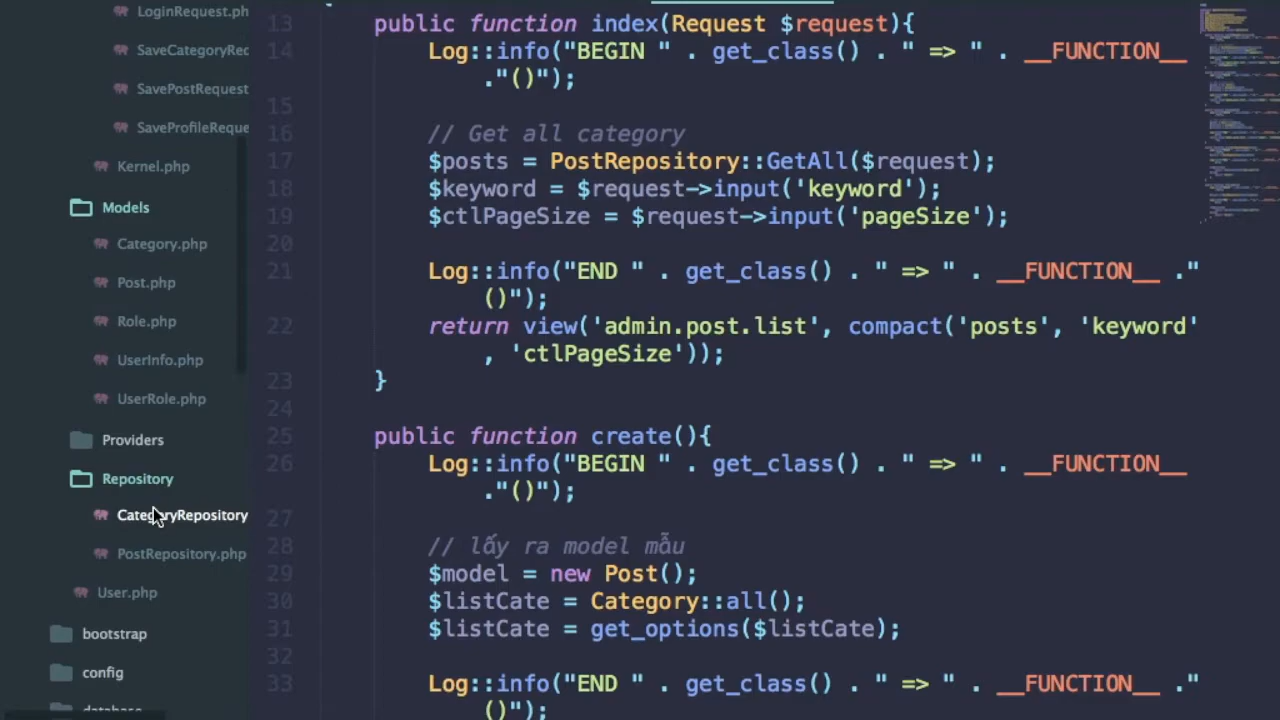 LoginRequest.ph
SaveCategoryRec
SavePostRequest
SaveProfileReque
Kernel.php
Models
Category.php
Post.php
Role.php
UserInfo.php
UserRole.php
Providers
Repository
CategoryRepository
PostRepository.php
User.php
bootstrap
config
database
13 public function index(Request $request){
14 Log::info("BEGIN " . get_class() . " => " . __FUNCTION__
."()");
15
16 // Get all category
17 $posts = PostRepository::GetAll($request);
18 $keyword = $request->input('keyword');
19 $ctlPageSize = $request->input('pageSize');
20
21 Log::info("END " . get_class() . " => " . __FUNCTION__ ."
()");
22 return view('admin.post.list', compact('posts', 'keyword'
, 'ctlPageSize'));
23 }
24
25 public function create(){
26 Log::info("BEGIN " . get_class() . " => " . __FUNCTION__
."()");
27
28 // lấy ra model mẫu
29 $model = new Post();
30 $listCate = Category::all();
31 $listCate = get_options($listCate);
32
33 Log::info("END " . get_class() . " => " . __FUNCTION__ ."
()");